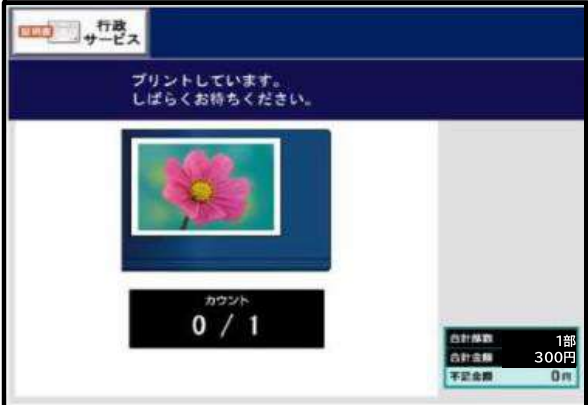 証明書
行政
サービス
プリントしています。
しばらくお待ちください。
カウント
0 / 1
合計部数 1部
合計金額 300円
不足金額 0円